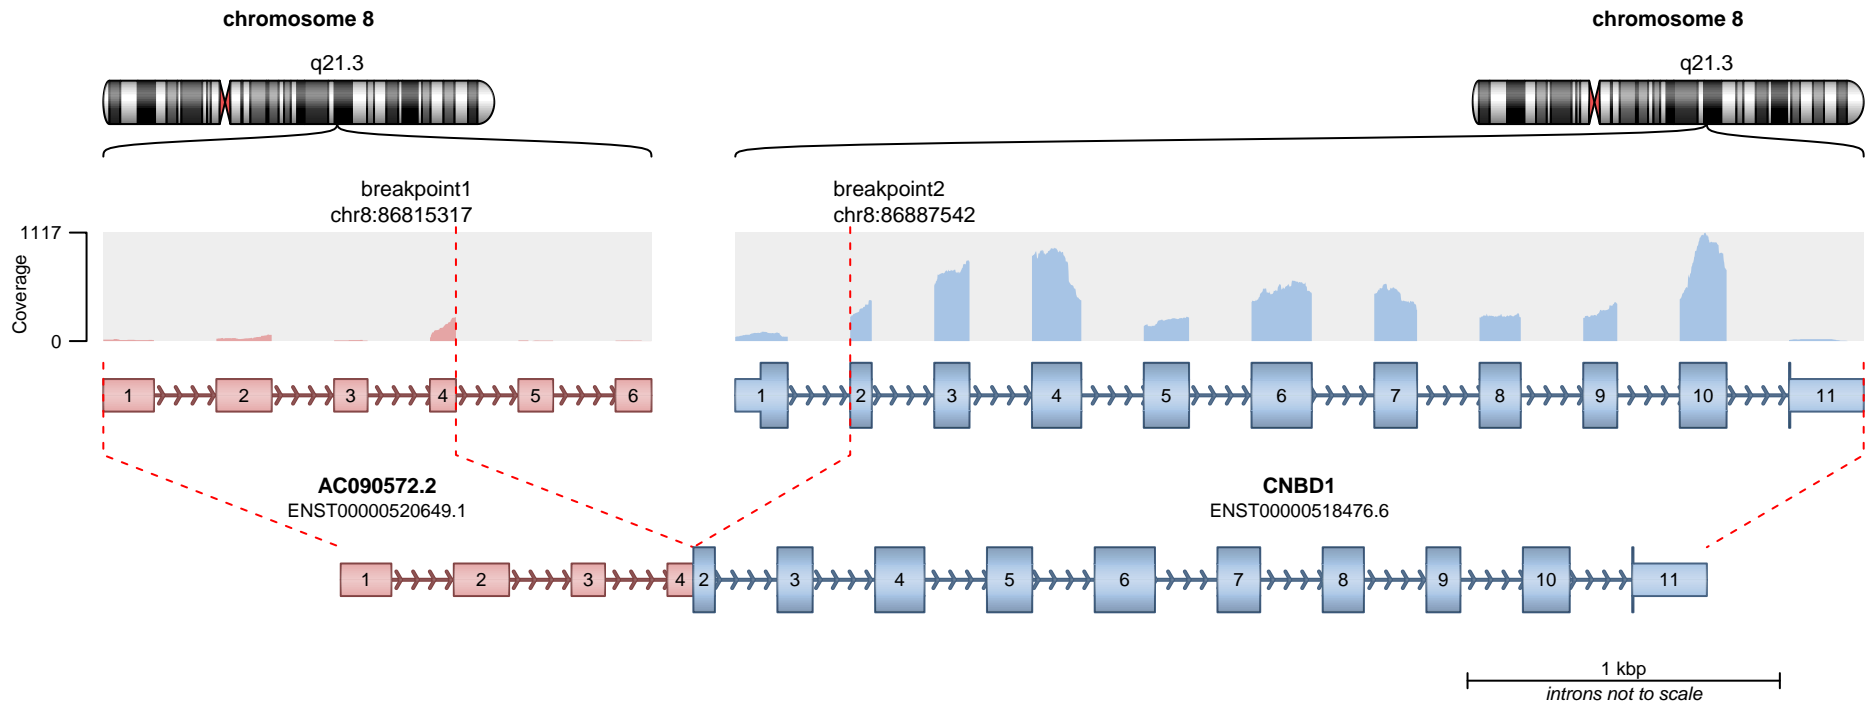 chromosome 8
chromosome 8
q21.3
q21.3
breakpoint1
chr8:86815317
breakpoint2
chr8:86887542
1117
Coverage
0
1 2 3 4 5 6
1 2 3 4 5 6 7 8 9 10 11
AC090572.2
ENST00000520649.1
CNBD1
ENST00000518476.6
1 2 3 4 2 3 4 5 6 7 8 9 10 11
1 kbp
introns not to scale